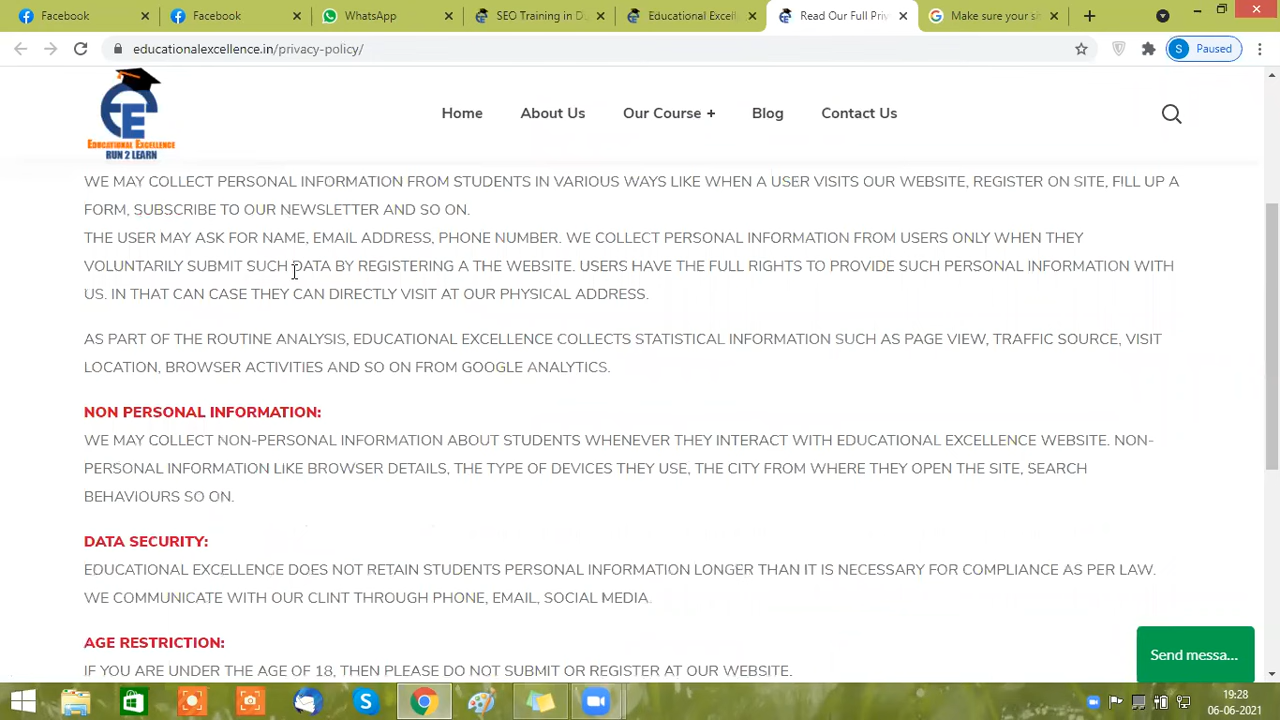 Facebook
Facebook
WhatsApp
SEO Training in D
Educational Excell
Read Our Full Priv
Make sure your sit
educationalexcellence.in/privacy-policy/
S Paused
EDUCATIONAL EXCELLENCE
RUN 2 LEARN
Home About Us Our Course + Blog Contact Us
WE MAY COLLECT PERSONAL INFORMATION FROM STUDENTS IN VARIOUS WAYS LIKE WHEN A USER VISITS OUR WEBSITE, REGISTER ON SITE, FILL UP A
FORM, SUBSCRIBE TO OUR NEWSLETTER AND SO ON.
THE USER MAY ASK FOR NAME, EMAIL ADDRESS, PHONE NUMBER. WE COLLECT PERSONAL INFORMATION FROM USERS ONLY WHEN THEY
VOLUNTARILY SUBMIT SUCH DATA BY REGISTERING A THE WEBSITE. USERS HAVE THE FULL RIGHTS TO PROVIDE SUCH PERSONAL INFORMATION WITH
US. IN THAT CAN CASE THEY CAN DIRECTLY VISIT AT OUR PHYSICAL ADDRESS.
AS PART OF THE ROUTINE ANALYSIS, EDUCATIONAL EXCELLENCE COLLECTS STATISTICAL INFORMATION SUCH AS PAGE VIEW, TRAFFIC SOURCE, VISIT
LOCATION, BROWSER ACTIVITIES AND SO ON FROM GOOGLE ANALYTICS.
NON PERSONAL INFORMATION:
WE MAY COLLECT NON-PERSONAL INFORMATION ABOUT STUDENTS WHENEVER THEY INTERACT WITH EDUCATIONAL EXCELLENCE WEBSITE. NON-
PERSONAL INFORMATION LIKE BROWSER DETAILS, THE TYPE OF DEVICES THEY USE, THE CITY FROM WHERE THEY OPEN THE SITE, SEARCH
BEHAVIOURS SO ON.
DATA SECURITY:
EDUCATIONAL EXCELLENCE DOES NOT RETAIN STUDENTS PERSONAL INFORMATION LONGER THAN IT IS NECESSARY FOR COMPLIANCE AS PER LAW.
WE COMMUNICATE WITH OUR CLINT THROUGH PHONE, EMAIL, SOCIAL MEDIA.
AGE RESTRICTION:
IF YOU ARE UNDER THE AGE OF 18, THEN PLEASE DO NOT SUBMIT OR REGISTER AT OUR WEBSITE.
Send messa...
19:28
06-06-2021